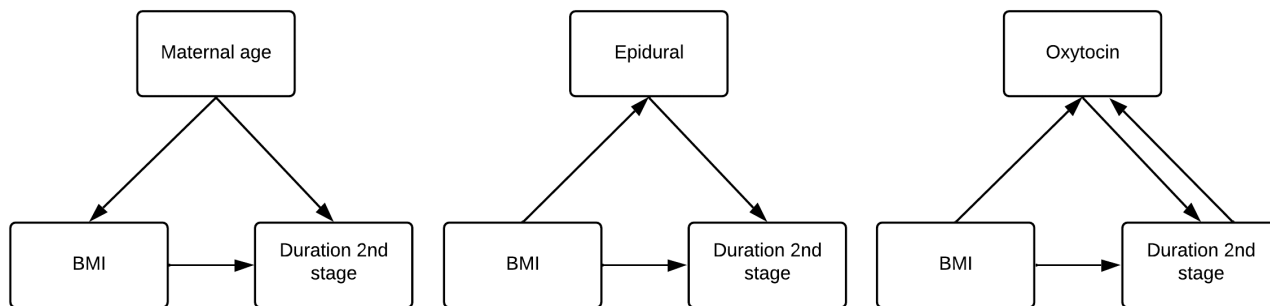 Maternal age
Epidural
Oxytocin
BMI
Duration 2nd
stage
BMI
Duration 2nd
stage
BMI
Duration 2nd
stage